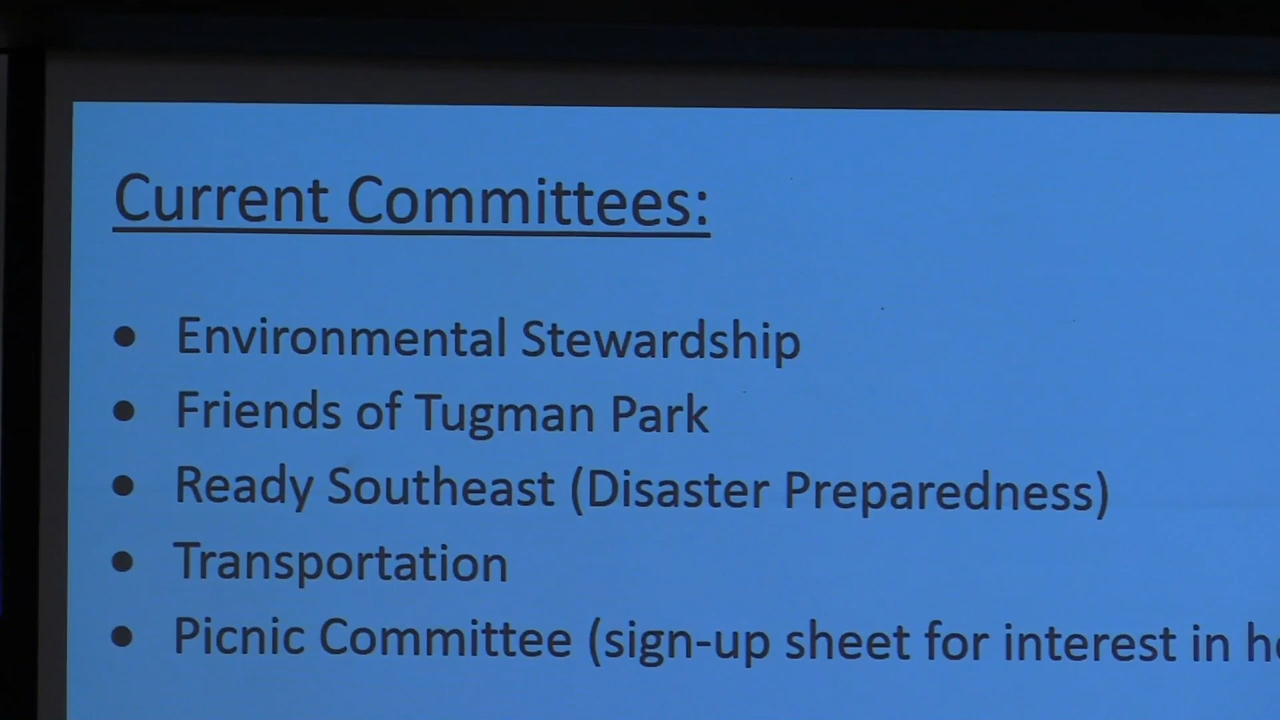 Current Committees:
• Environmental Stewardship
• Friends of Tugman Park
• Ready Southeast (Disaster Preparedness)
• Transportation
• Picnic Committee (sign-up sheet for interest in